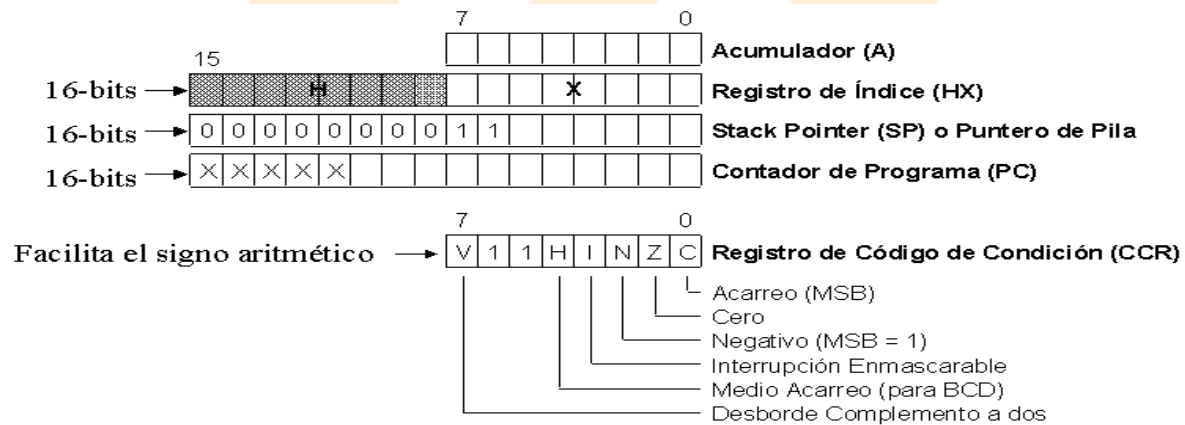 7 0
Acumulador (A)
15
16-bits H X Registro de Índice (HX)
16-bits 0 0 0 0 0 0 0 0 1 1 Stack Pointer (SP) o Puntero de Pila
16-bits X X X X X Contador de Programa (PC)
7 0
Facilita el signo aritmético V 1 1 H I N Z C Registro de Código de Condición (CCR)
Acarreo (MSB)
Cero
Negativo (MSB = 1)
Interrupción Enmascarable
Medio Acarreo (para BCD)
Desborde Complemento a dos